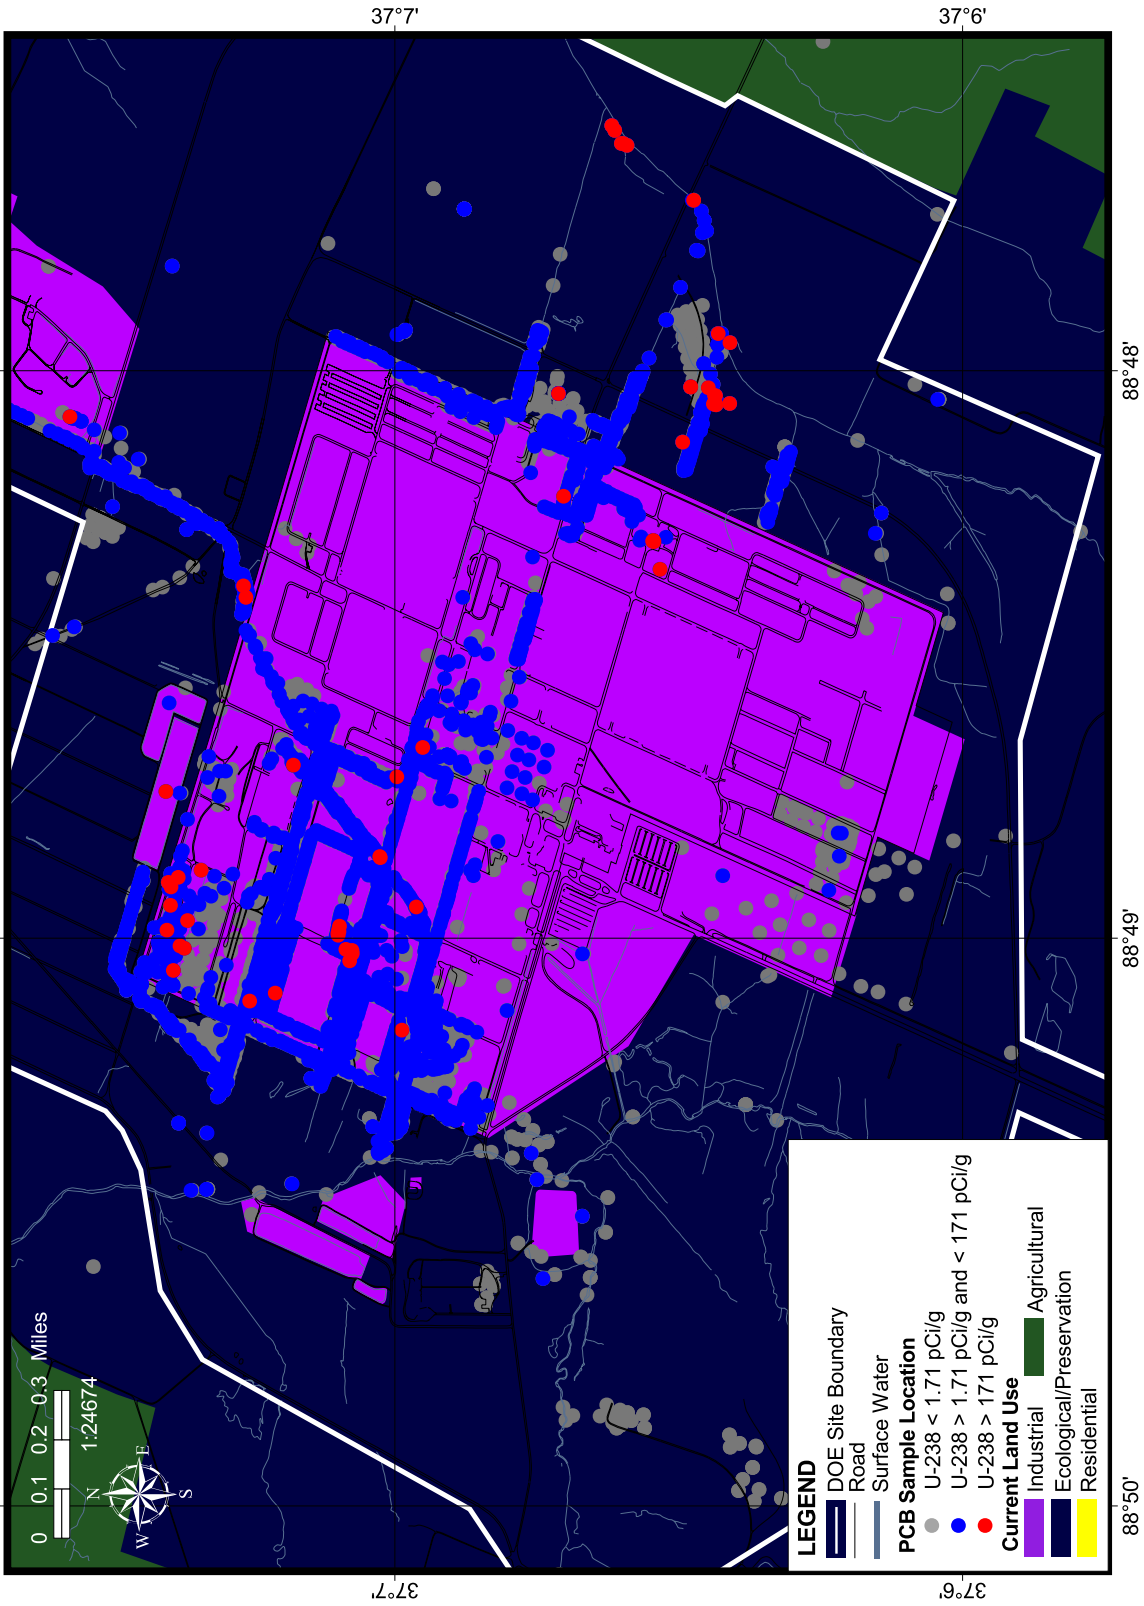 37°7'
37°6'
88°48'
88°49'
88°50'
37°7'
37°6'
0 0.1 0.2 0.3 Miles
1:24674
N
E
S
W
LEGEND
DOE Site Boundary
Road
Surface Water
PCB Sample Location
U-238 < 1.71 pCi/g
U-238 > 1.71 pCi/g and < 171 pCi/g
U-238 > 171 pCi/g
Current Land Use
Industrial Agricultural
Ecological/Preservation
Residential